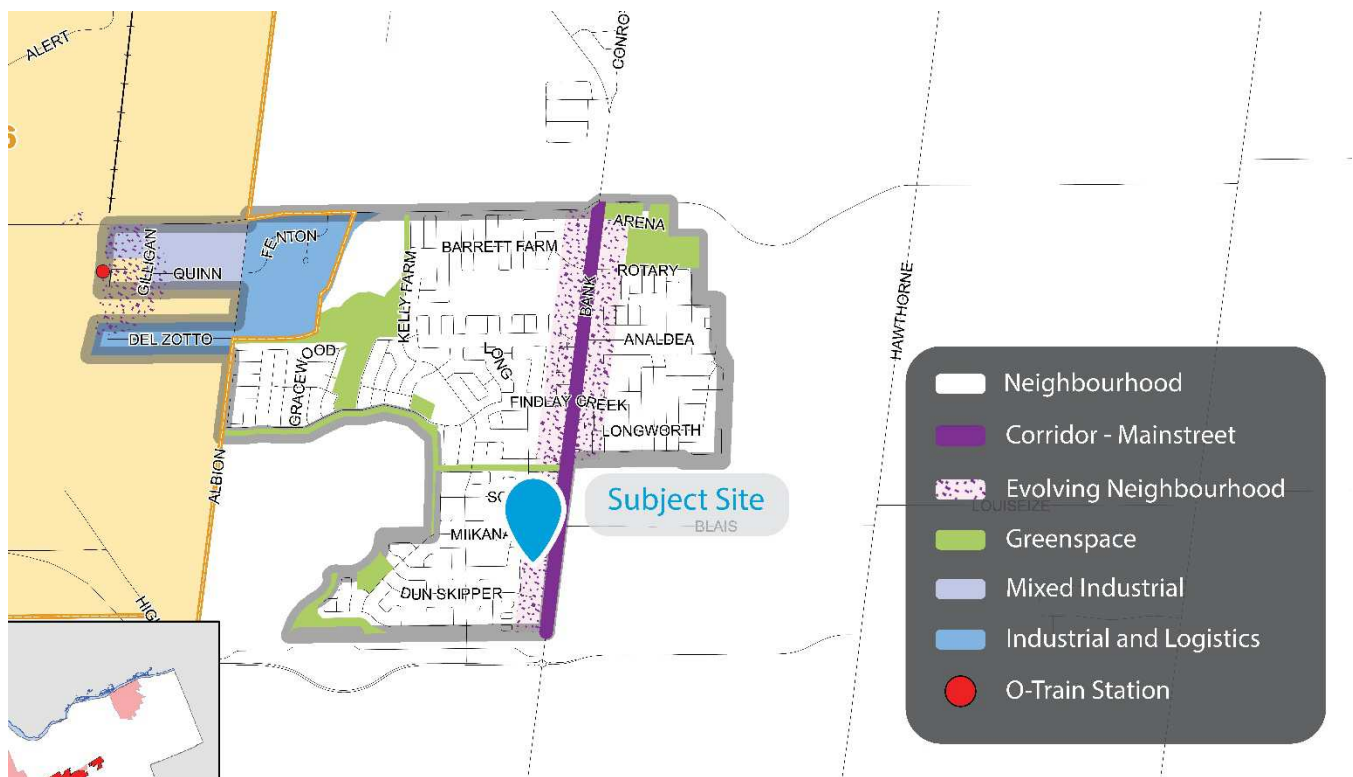 ALERT
CONRO
6
ARENA
FENTON
BARRETT FARM
GILLIGAN
QUINN
KELLY FARM
ROTARY
BANK
HAWTHORNE
DEL ZOTTO
ANALDEA
GRACEWOOD
LONG
FINDLAY CREEK
LONGWORTH
ALBION
SO
Subject Site
BLAIS
MIIKANA
DUN SKIPPER
HIG
Neighbourhood
Corridor - Mainstreet
Evolving Neighbourhood
LOUISEIZE
Greenspace
Mixed Industrial
Industrial and Logistics
O-Train Station